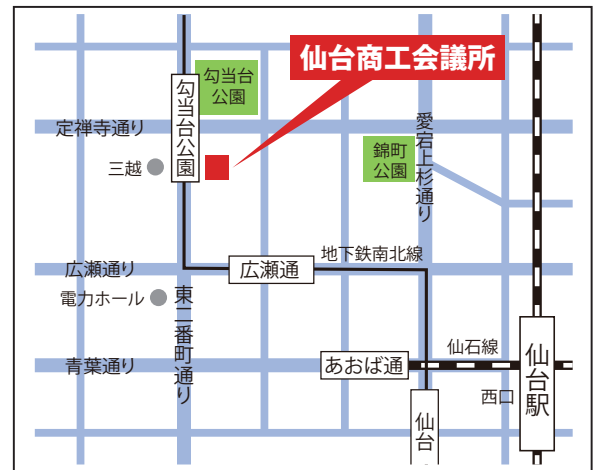 仙台商工会議所
勾当台
公園
勾当台公園
定禅寺通り
三越
愛宕上杉通り
錦町
公園
地下鉄南北線
広瀬通り
広瀬通
電力ホール
東二番町通り
仙石線
青葉通り
あおば通
仙台駅
西口
仙台